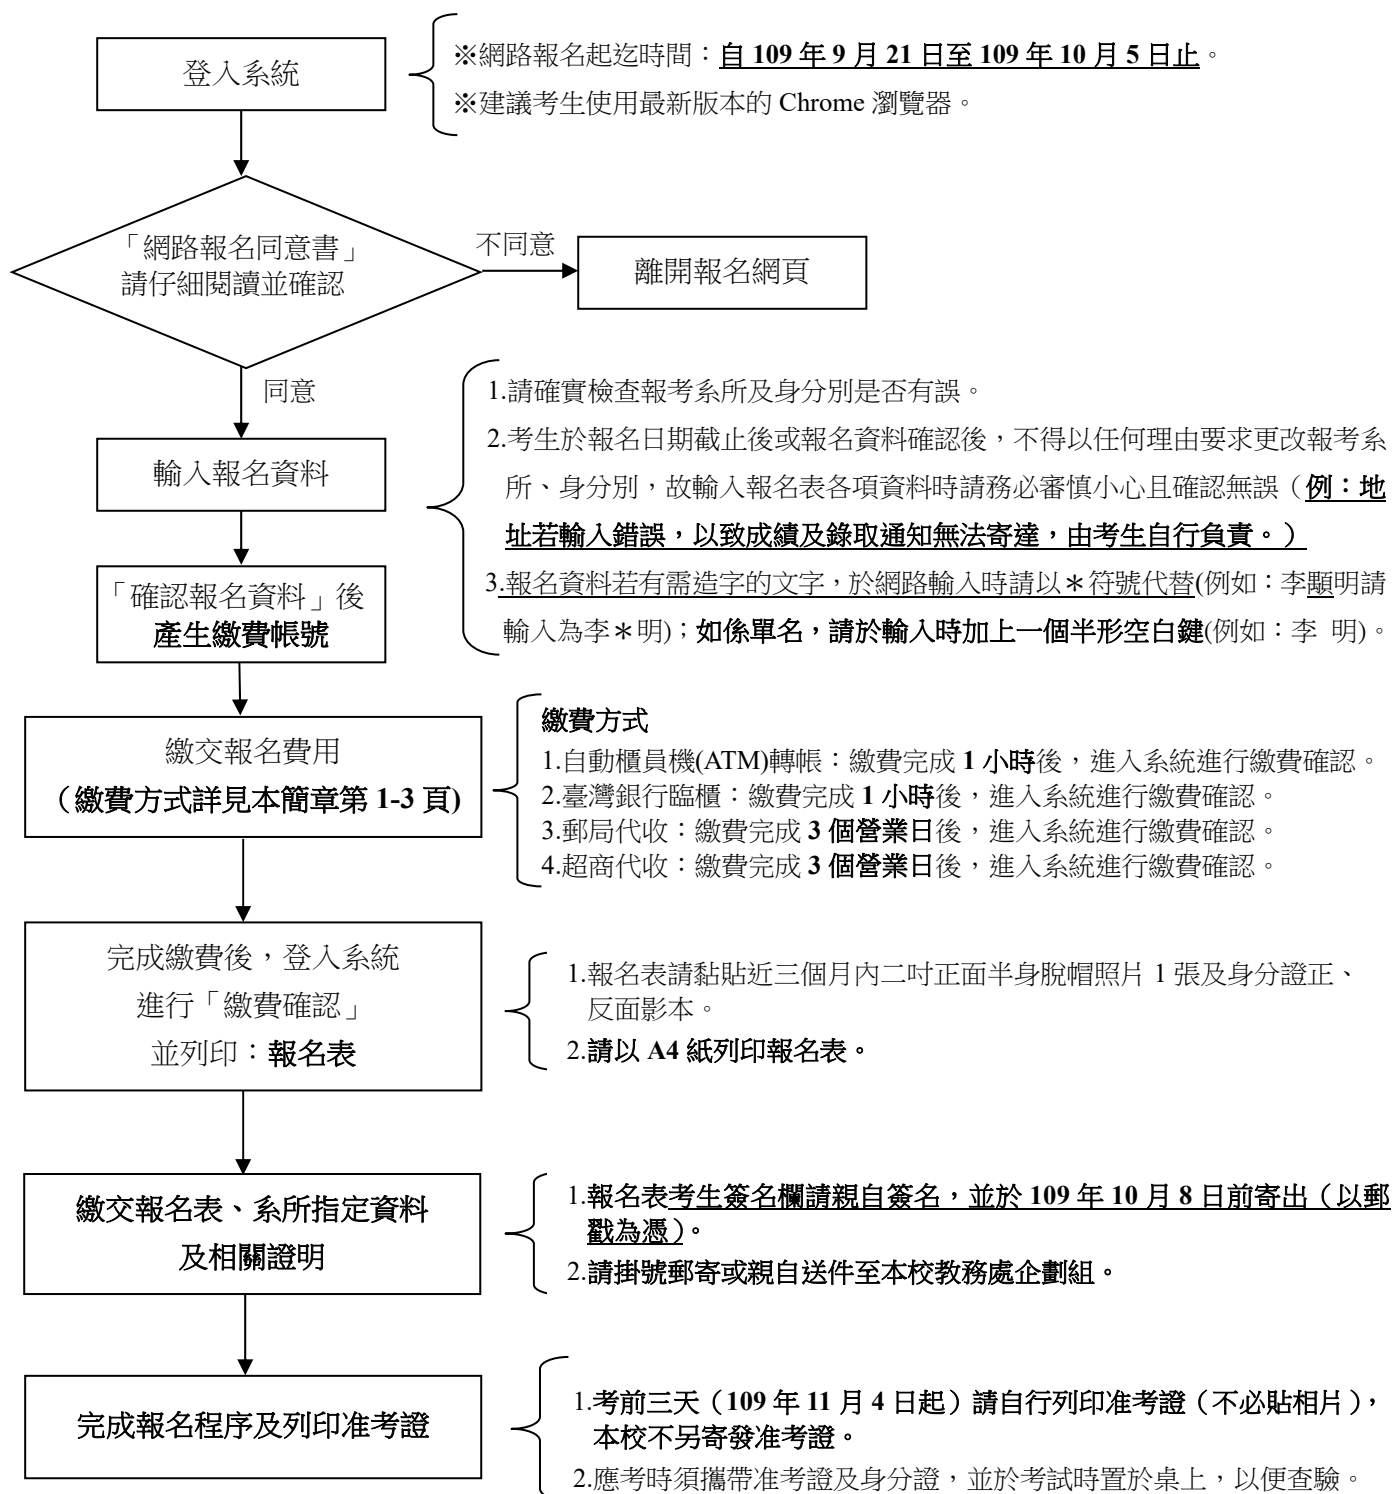 登入系統
※網路報名起迄時間：自 109 年 9 月 21 日至 109 年 10 月 5 日止。
※建議考生使用最新版本的 Chrome 瀏覽器。
「網路報名同意書」
請仔細閱讀並確認
不同意
離開報名網頁
同意
輸入報名資料
「確認報名資料」後
產生繳費帳號
1.請確實檢查報考系所及身分別是否有誤。
2.考生於報名日期截止後或報名資料確認後，不得以任何理由要求更改報考系
所、身分別，故輸入報名表各項資料時請務必審慎小心且確認無誤（例：地
址若輸入錯誤，以致成績及錄取通知無法寄達，由考生自行負責。）
3.報名資料若有需造字的文字，於網路輸入時請以＊符號代替(例如：李顯明請
輸入為李＊明)；如係單名，請於輸入時加上一個半形空白鍵(例如：李 明)。
繳交報名費用
（繳費方式詳見本簡章第 1-3 頁)
繳費方式
1.自動櫃員機(ATM)轉帳：繳費完成 1 小時後，進入系統進行繳費確認。
2.臺灣銀行臨櫃：繳費完成 1 小時後，進入系統進行繳費確認。
3.郵局代收：繳費完成 3 個營業日後，進入系統進行繳費確認。
4.超商代收：繳費完成 3 個營業日後，進入系統進行繳費確認。
完成繳費後，登入系統
進行「繳費確認」
並列印：報名表
1.報名表請黏貼近三個月內二吋正面半身脫帽照片 1 張及身分證正、
反面影本。
2.請以 A4 紙列印報名表。
繳交報名表、系所指定資料
及相關證明
1.報名表考生簽名欄請親自簽名，並於 109 年 10 月 8 日前寄出（以郵
戳為憑）。
2.請掛號郵寄或親自送件至本校教務處企劃組。
完成報名程序及列印准考證
1.考前三天（109 年 11 月 4 日起）請自行列印准考證（不必貼相片），
本校不另寄發准考證。
2.應考時須攜帶准考證及身分證，並於考試時置於桌上，以便查驗。